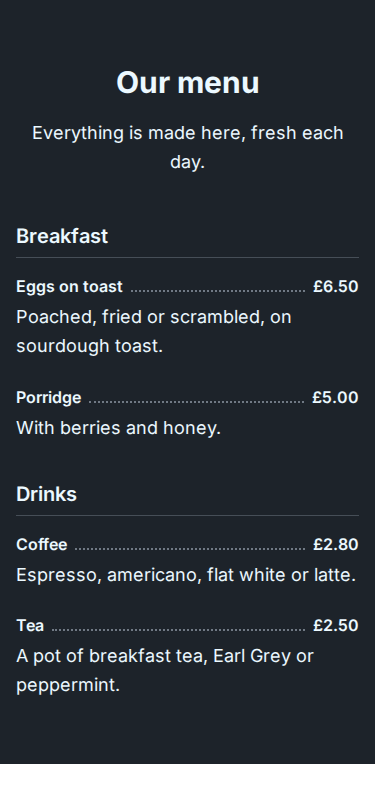 Our menu
Everything is made here, fresh each
day.
Breakfast
Eggs on toast £6.50
Poached, fried or scrambled, on
sourdough toast.
Porridge £5.00
With berries and honey.
Drinks
Coffee £2.80
Espresso, americano, flat white or latte.
Tea £2.50
A pot of breakfast tea, Earl Grey or
peppermint.